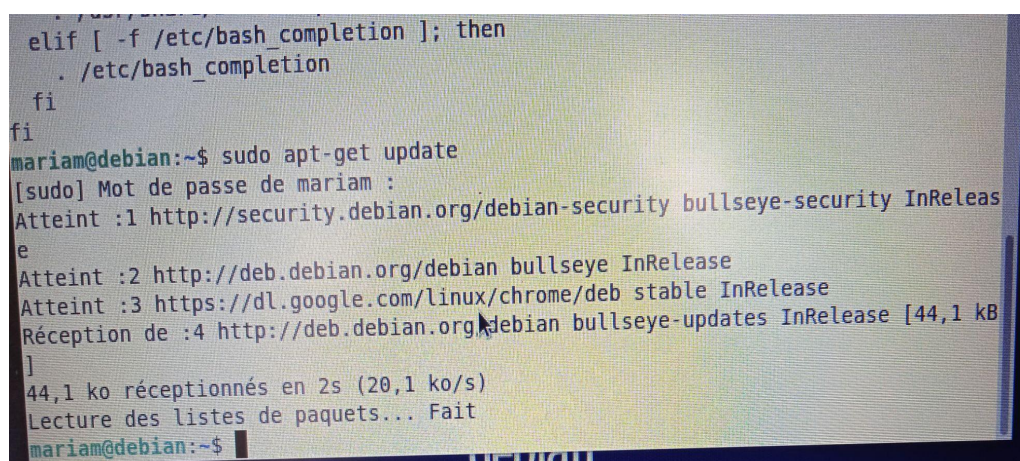 elif [ -f /etc/bash_completion ]; then
. /etc/bash_completion
fi
fi
mariam@debian:~$ sudo apt-get update
[sudo] Mot de passe de mariam :
Atteint :1 http://security.debian.org/debian-security bullseye-security InReleas
e
Atteint :2 http://deb.debian.org/debian bullseye InRelease
Atteint :3 https://dl.google.com/linux/chrome/deb stable InRelease
Réception de :4 http://deb.debian.org/debian bullseye-updates InRelease [44,1 kB
]
44,1 ko réceptionnés en 2s (20,1 ko/s)
Lecture des listes de paquets... Fait
mariam@debian:~$